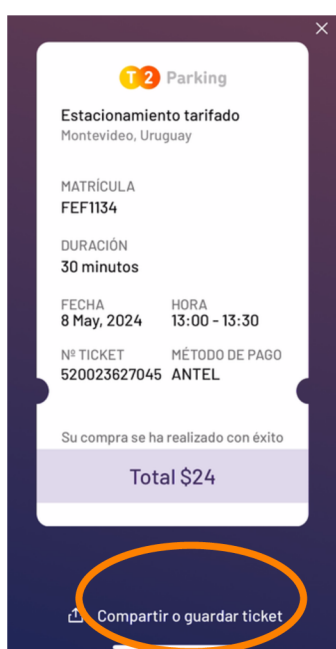 T2 Parking
Estacionamiento tarifado
Montevideo, Uruguay
MATRÍCULA
FEF1134
DURACIÓN
30 minutos
FECHA HORA
8 May, 2024 13:00 - 13:30
Nº TICKET MÉTODO DE PAGO
520023627045 ANTEL
Su compra se ha realizado con éxito
Total $24
Compartir o guardar ticket